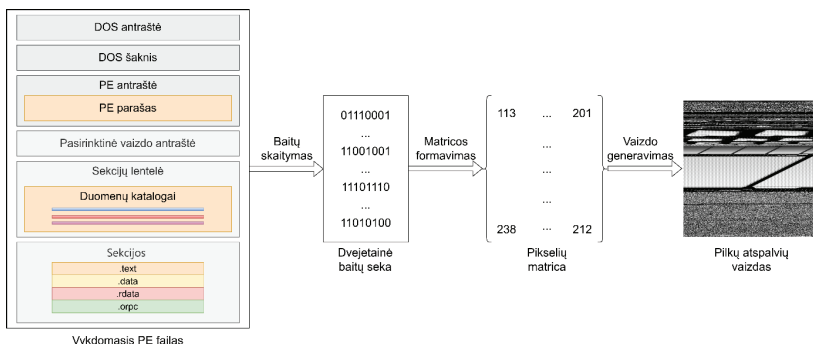 DOS antraštė
DOS šaknis
PE antraštė
PE parašas
Pasirinktinė vaizdo antraštė
Sekcijų lentelė
Duomenų katalogai
Sekcijos
.text
.data
.rdata
.orpc
Vykdomasis PE failas
Baitų
skaitymas
01110001
...
11001001
...
11101110
...
11010100
Dvejetainė
baitų seka
Matricos
formavimas
113 ... 201
...
...
...
238 ... 212
Pikselių
matrica
Vaizdo
generavimas
Pilkų atspalvių
vaizdas